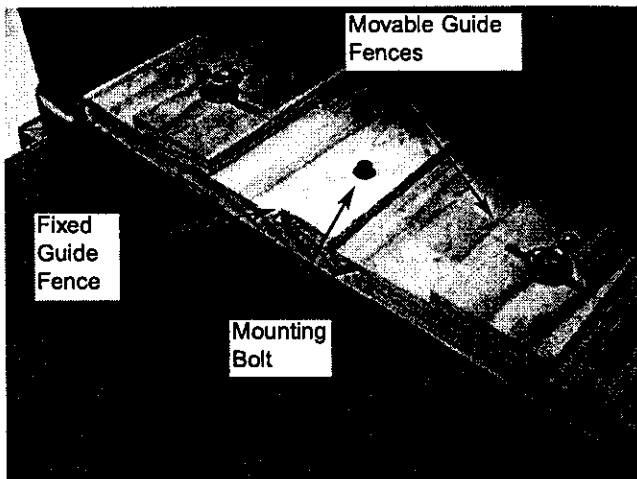 Movable Guide
Fences
Fixed
Guide
Fence
Mounting
Bolt